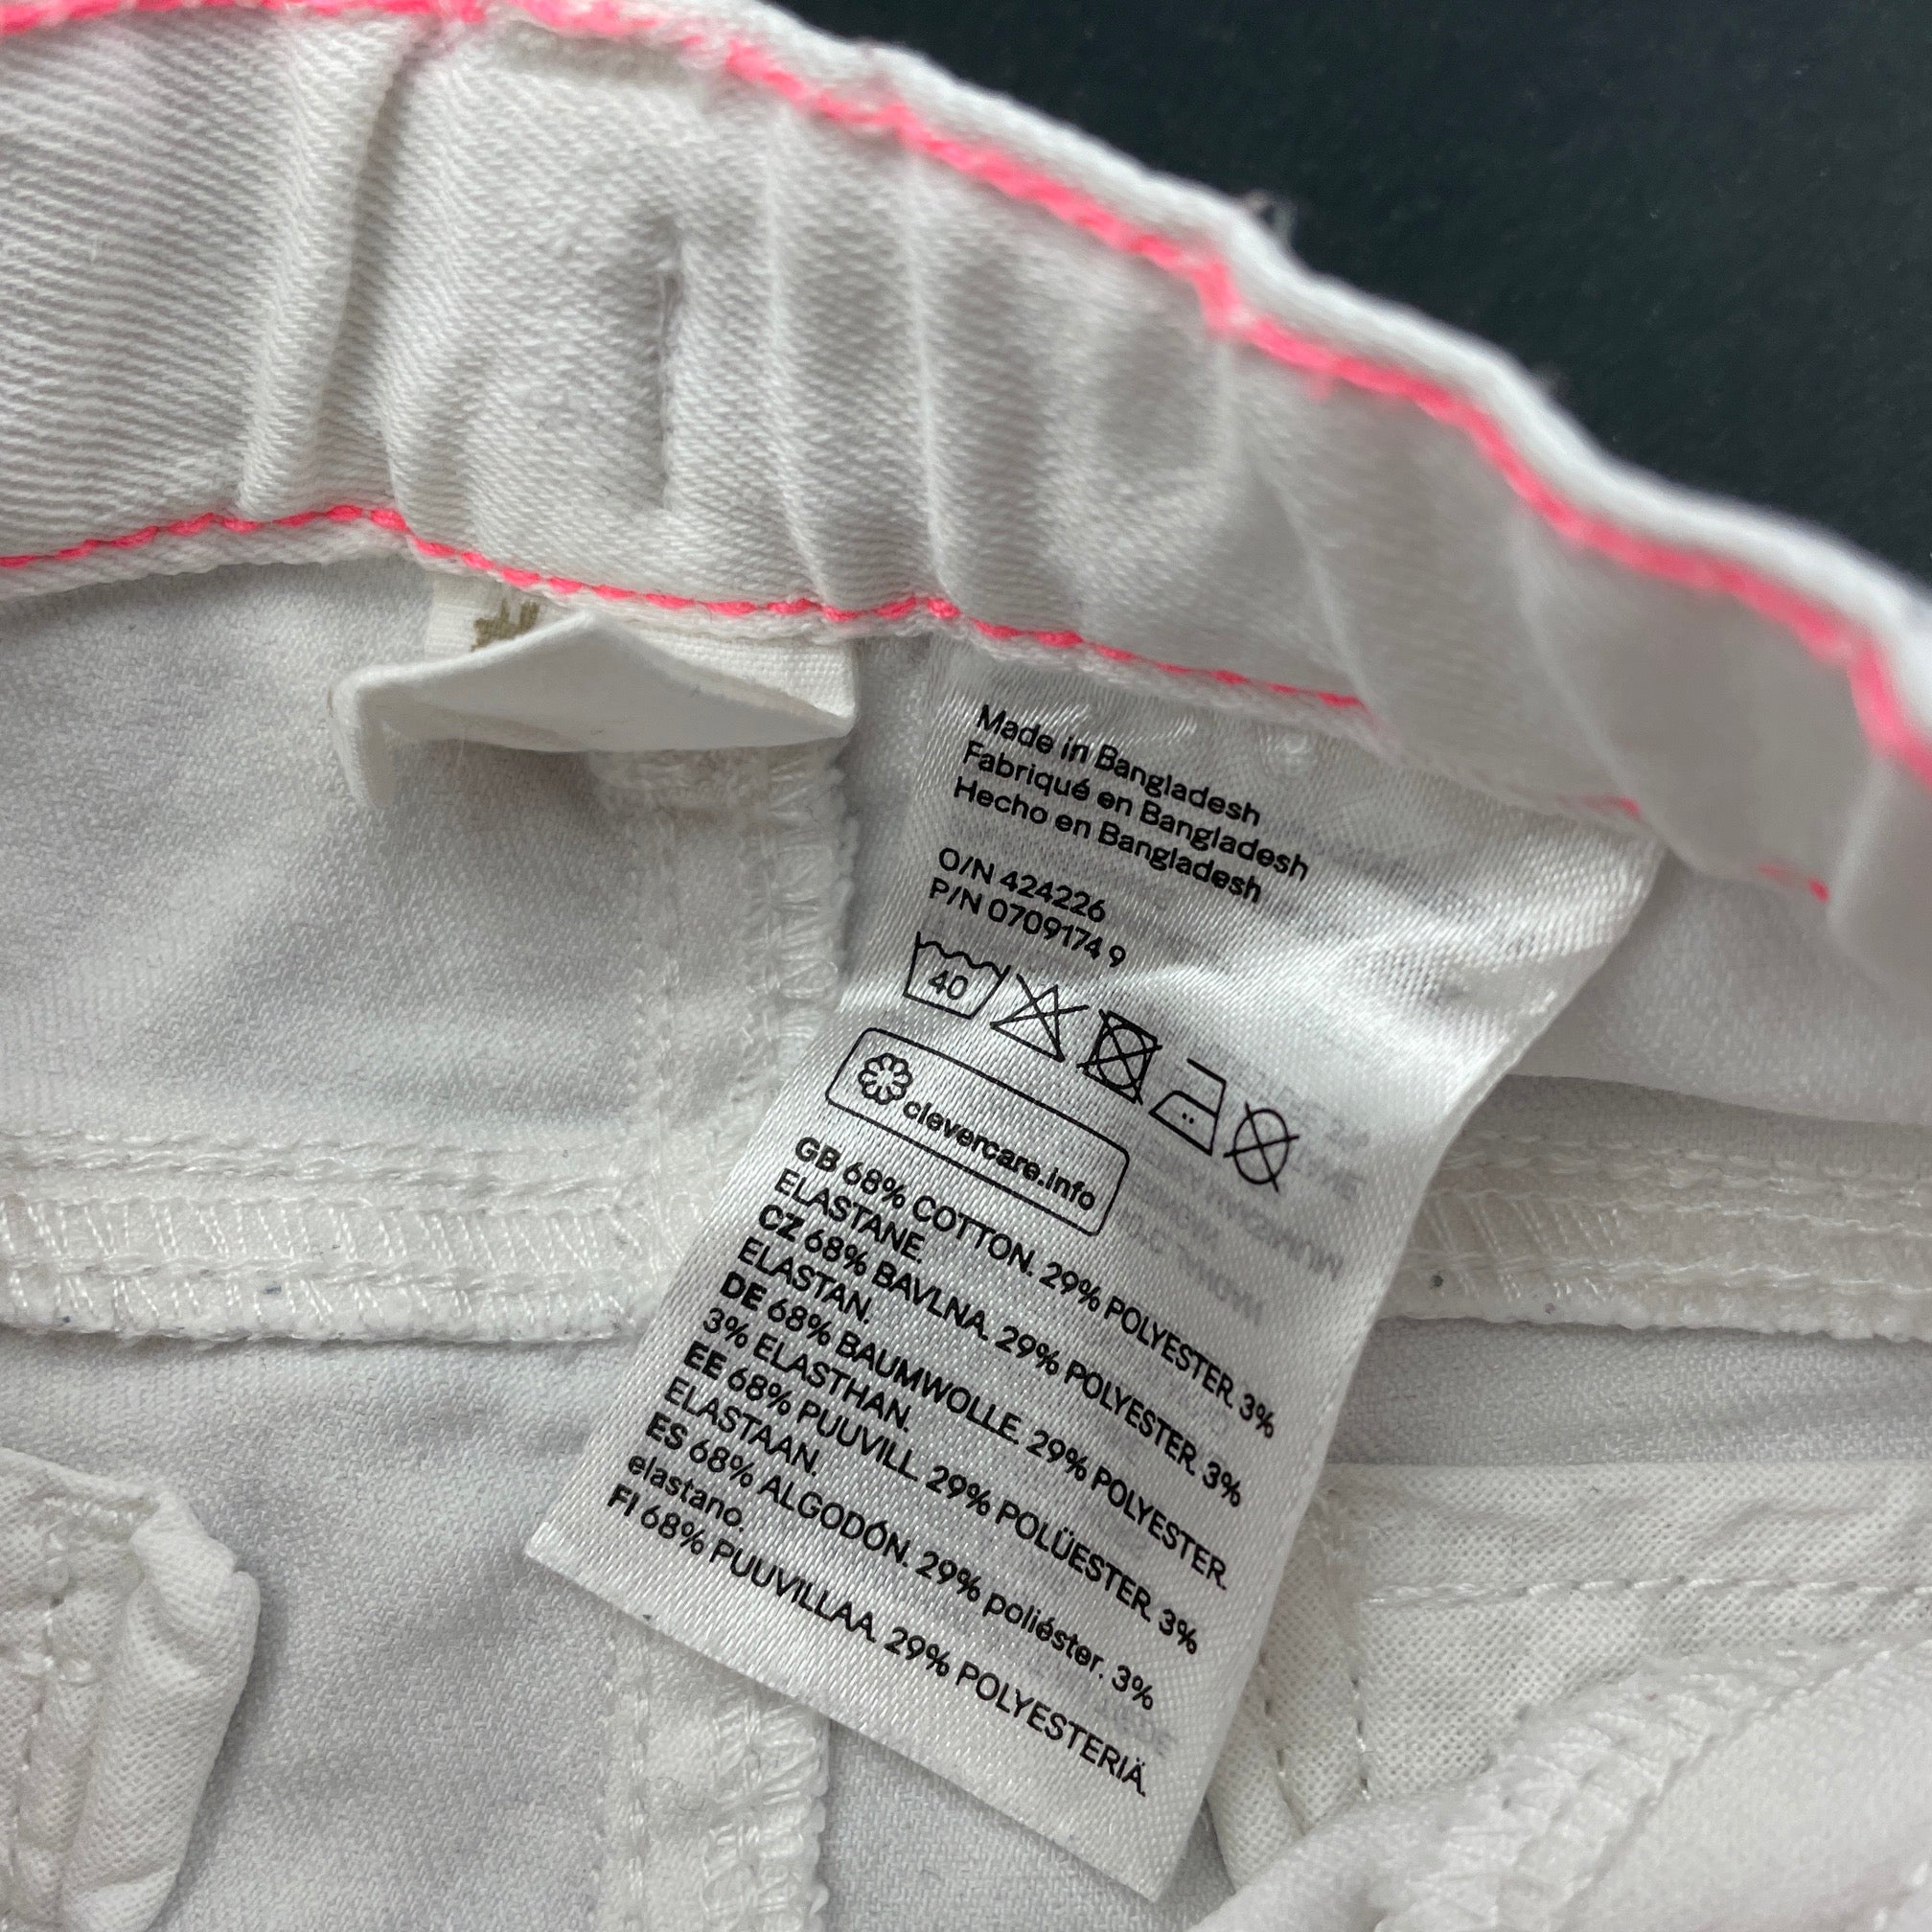 Made in Bangladesh
Fabriqué en Bangladesh
Hecho en Bangladesh
O/N 424226
P/N 0709174 9
40
clevercare.info
GB 68% COTTON. 29% POLYESTER. 3%
ELASTANE.
CZ 68% BAVLNA. 29% POLYESTER. 3%
ELASTAN.
DE 68% BAUMWOLLE. 29% POLYESTER.
3% ELASTHAN.
EE 68% PUUVILL. 29% POLÜESTER. 3%
ELASTAAN.
ES 68% ALGODÓN. 29% poliéster. 3%
elastano.
FI 68% PUUVILLAA. 29% POLYESTERIÄ.